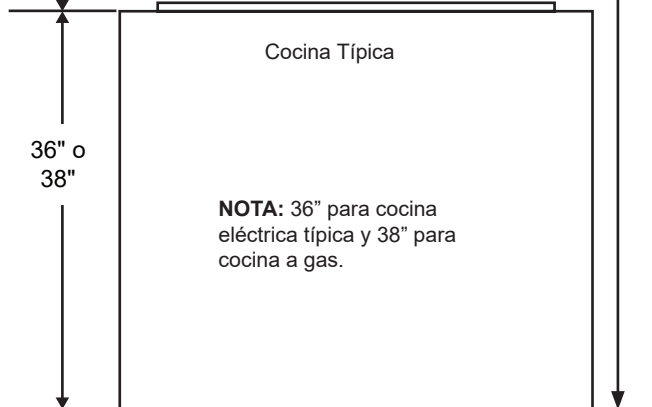 Cocina Típica
36" o
38"
NOTA: 36” para cocina
eléctrica típica y 38” para
cocina a gas.